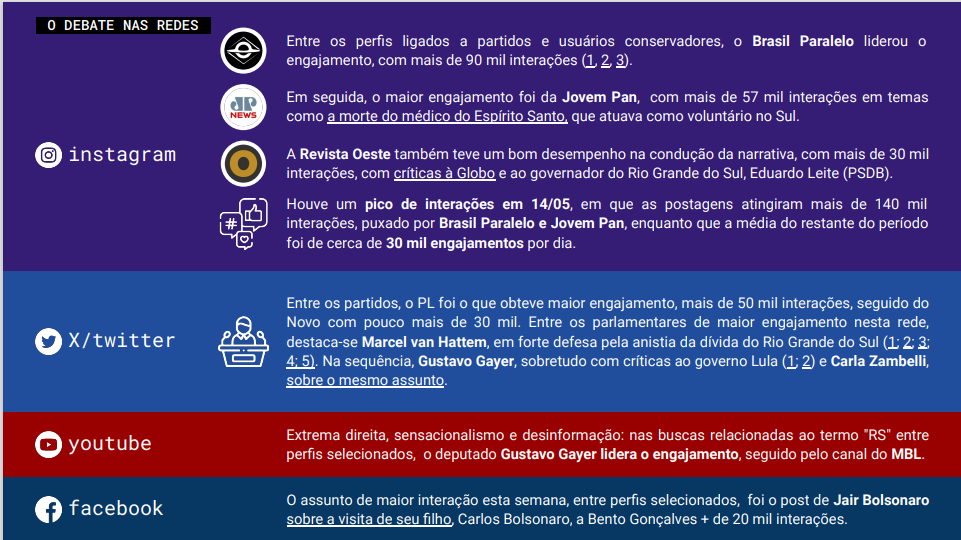 O DEBATE NAS REDES
Entre os perfis ligados a partidos e usuários conservadores, o Brasil Paralelo liderou o
engajamento, com mais de 90 mil interações (1, 2, 3).
JP
NEWS
Em seguida, o maior engajamento foi da Jovem Pan, com mais de 57 mil interações em temas
como a morte do médico do Espírito Santo, que atuava como voluntário no Sul.
instagram
A Revista Oeste também teve um bom desempenho na condução da narrativa, com mais de 30 mil
interações, com críticas à Globo e ao governador do Rio Grande do Sul, Eduardo Leite (PSDB).
#
Houve um pico de interações em 14/05, em que as postagens atingiram mais de 140 mil
interações, puxado por Brasil Paralelo e Jovem Pan, enquanto que a média do restante do período
foi de cerca de 30 mil engajamentos por dia.
X/twitter
Entre os partidos, o PL foi o que obteve maior engajamento, mais de 50 mil interações, seguido do
Novo com pouco mais de 30 mil. Entre os parlamentares de maior engajamento nesta rede,
destaca-se Marcel van Hattem, em forte defesa pela anistia da dívida do Rio Grande do Sul (1; 2; 3;
4; 5). Na sequência, Gustavo Gayer, sobretudo com críticas ao governo Lula (1; 2) e Carla Zambelli,
sobre o mesmo assunto.
youtube
Extrema direita, sensacionalismo e desinformação: nas buscas relacionadas ao termo "RS" entre
perfis selecionados, o deputado Gustavo Gayer lidera o engajamento, seguido pelo canal do MBL.
facebook
O assunto de maior interação esta semana, entre perfis selecionados, foi o post de Jair Bolsonaro
sobre a visita de seu filho, Carlos Bolsonaro, a Bento Gonçalves + de 20 mil interações.